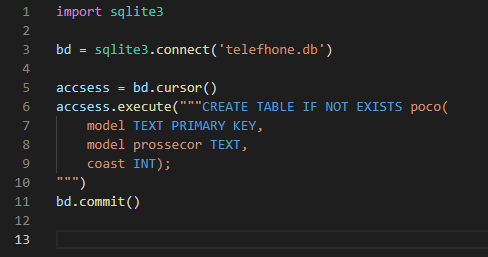 1 import sqlite3
2
3 bd = sqlite3.connect('telefhone.db')
4
5 accsess = bd.cursor()
6 accsess.execute("""CREATE TABLE IF NOT EXISTS poco(
7     model TEXT PRIMARY KEY,
8     model prossecor TEXT,
9     coast INT);
10 """)
11 bd.commit()
12
13